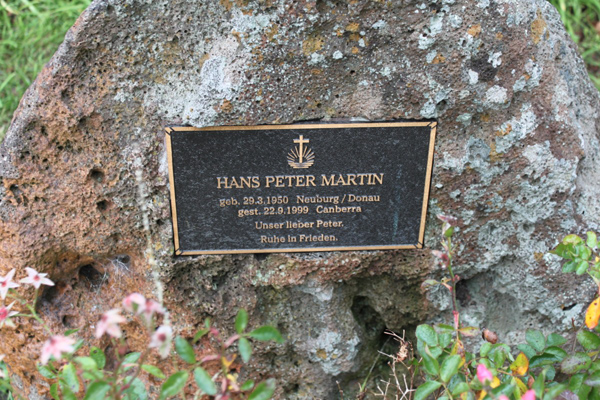 HANS PETER MARTIN
geb. 29.3.1950 Neuburg / Donau
gest. 22.9.1999 Canberra
Unser lieber Peter.
Ruhe in Frieden.